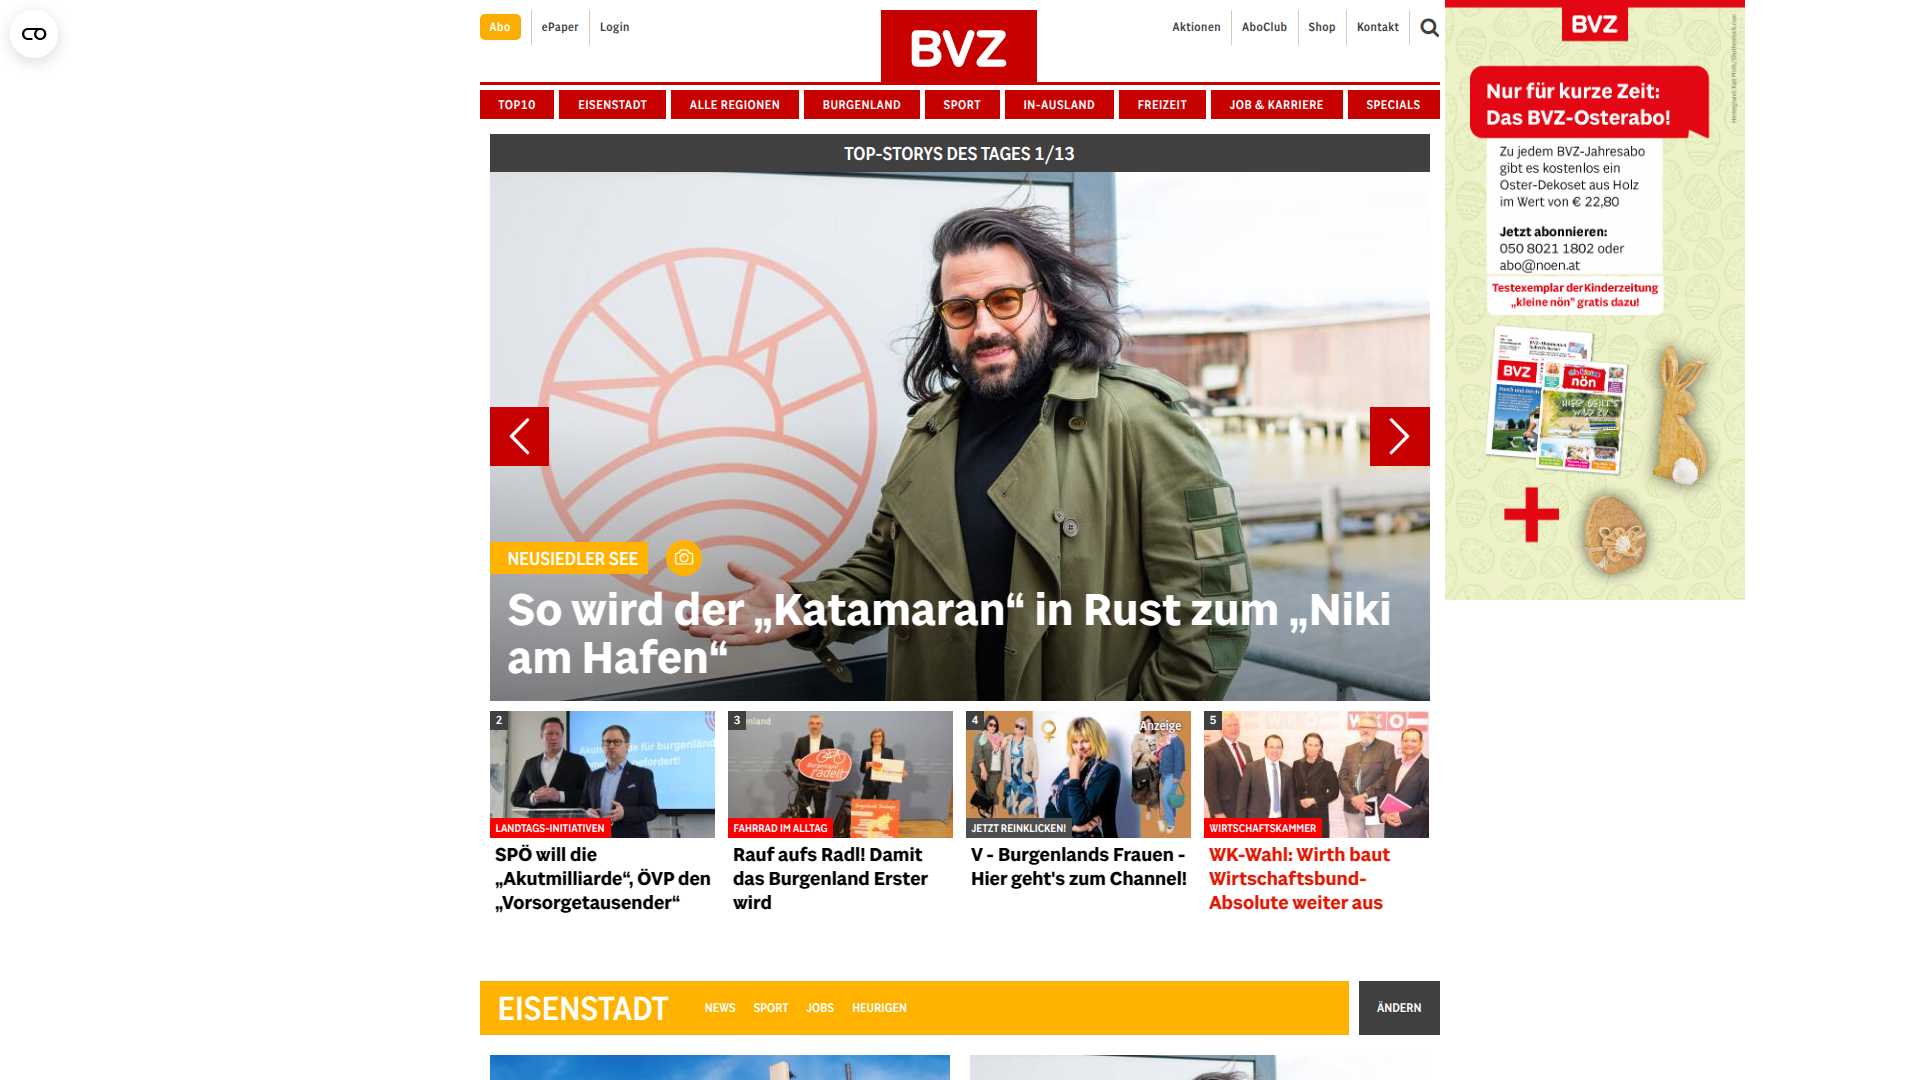 Abo
ePaper
Login
BVZ
Aktionen
AboClub
Shop
Kontakt
TOP10
EISENSTADT
ALLE REGIONEN
BURGENLAND
SPORT
IN-AUSLAND
FREIZEIT
JOB & KARRIERE
SPECIALS
TOP-STORYS DES TAGES 1/13
NEUSIEDLER SEE
So wird der „Katamaran“ in Rust zum „Niki
am Hafen“
2
LANDTAGS-INITIATIVEN
SPÖ will die
„Akutmilliarde“, ÖVP den
„Vorsorgetausender“
3
Burgenland
radelt
FAHRRAD IM ALLTAG
Rauf aufs Radl! Damit
das Burgenland Erster
wird
4
Anzeige
JETZT REINKLICKEN!
V - Burgenlands Frauen -
Hier geht's zum Channel!
5
WIRTSCHAFTSKAMMER
WK-Wahl: Wirth baut
Wirtschaftsbund-
Absolute weiter aus
EISENSTADT
NEWS
SPORT
JOBS
HEURIGEN
ÄNDERN
BVZ
Nur für kurze Zeit:
Das BVZ-Osterabo!
Zu jedem BVZ-Jahresabo
gibt es kostenlos ein
Oster-Dekoset aus Holz
im Wert von € 22,80
Jetzt abonnieren:
050 8021 1802 oder
abo@noen.at
Testexemplar der Kinderzeitung
„kleine nön“ gratis dazu!
BVZ
nön